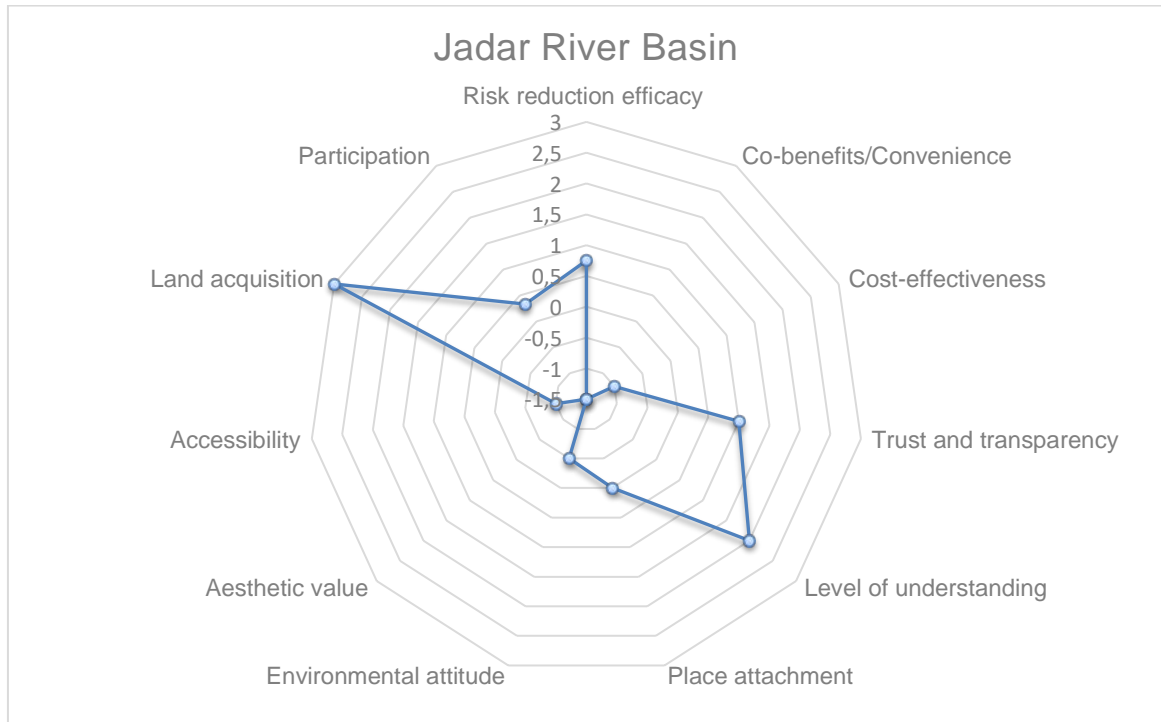 Jadar River Basin
Risk reduction efficacy
Co-benefits/Convenience
Cost-effectiveness
Trust and transparency
Level of understanding
Place attachment
Environmental attitude
Aesthetic value
Accessibility
Land acquisition
Participation
3
2,5
2
1,5
1
0,5
0
-0,5
-1
-1,5